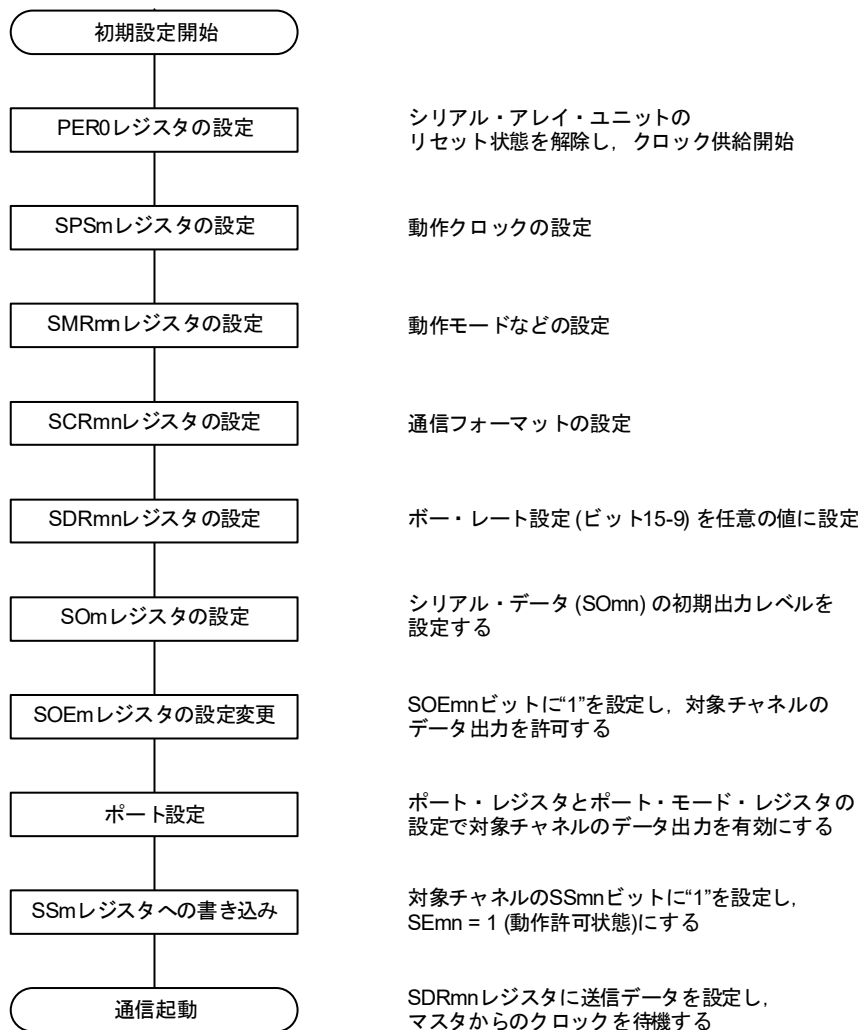 初期設定開始
PER0レジスタの設定
シリアル・アレイ・ユニットの
リセット状態を解除し，クロック供給開始
SPSmレジスタの設定
動作クロックの設定
SMRmnレジスタの設定
動作モードなどの設定
SCRmnレジスタの設定
通信フォーマットの設定
SDRmnレジスタの設定
ボー・レート設定 (ビット15-9) を任意の値に設定
SOmレジスタの設定
シリアル・データ (SOmn) の初期出力レベルを
設定する
SOEmレジスタの設定変更
SOEmnビットに“1”を設定し，対象チャネルの
データ出力を許可する
ポート設定
ポート・レジスタとポート・モード・レジスタの
設定で対象チャネルのデータ出力を有効にする
SSmレジスタへの書き込み
対象チャネルのSSmnビットに“1”を設定し，
SEmn = 1 (動作許可状態)にする
通信起動
SDRmnレジスタに送信データを設定し，
マスタからのクロックを待機する